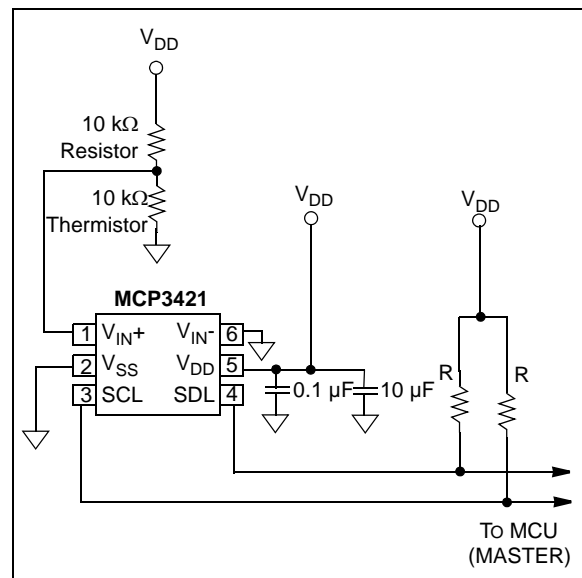 VDD
10 kΩ
Resistor
10 kΩ
Thermistor
VDD
VDD
MCP3421
1 VIN+ VIN- 6
2 VSS VDD 5
3 SCL SDL 4
0.1 µF 10 µF
R R
TO MCU
(MASTER)